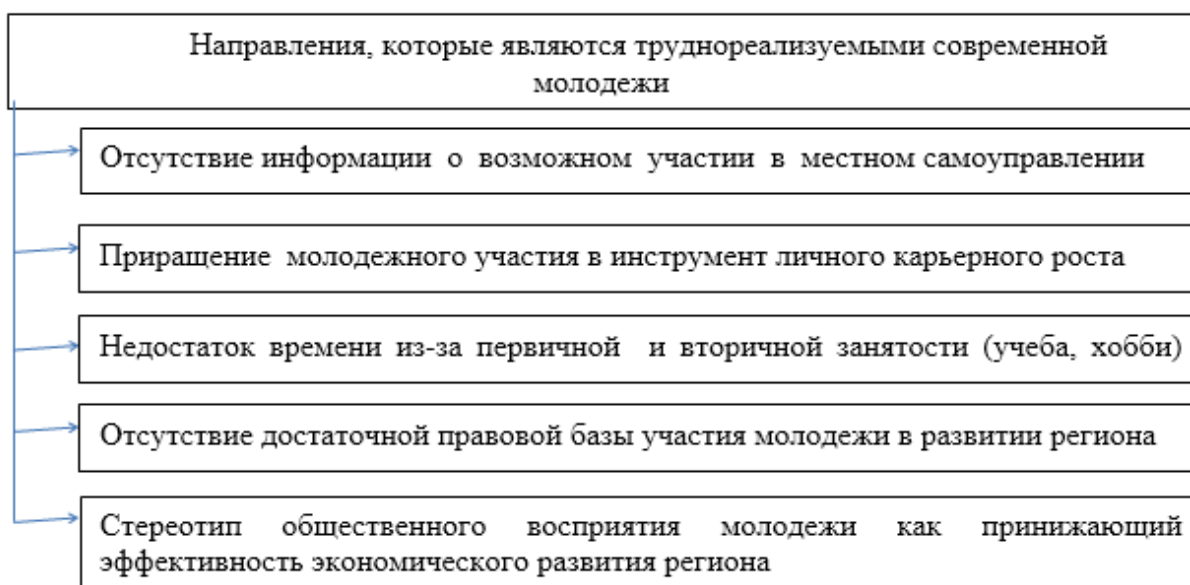 Направления, которые являются труднореализуемыми современной
молодежи
Отсутствие информации о возможном участии в местном самоуправлении
Приращение молодежного участия в инструмент личного карьерного роста
Недостаток времени из-за первичной и вторичной занятости (учеба, хобби)
Отсутствие достаточной правовой базы участия молодежи в развитии региона
Стереотип общественного восприятия молодежи как принижающий
эффективность экономического развития региона